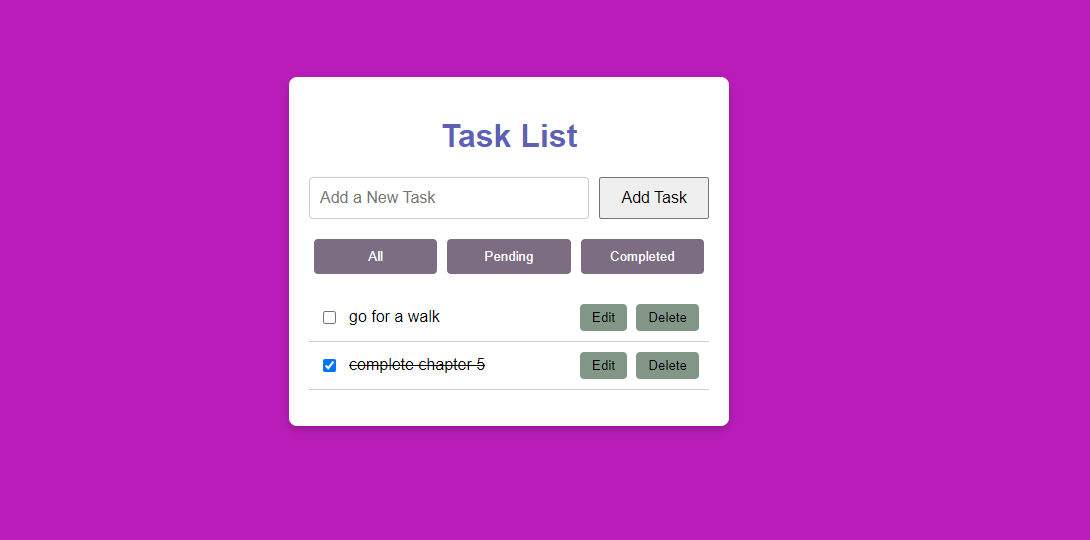 Task List
Add a New Task Add Task
All Pending Completed
go for a walk Edit Delete
complete chapter 5 Edit Delete